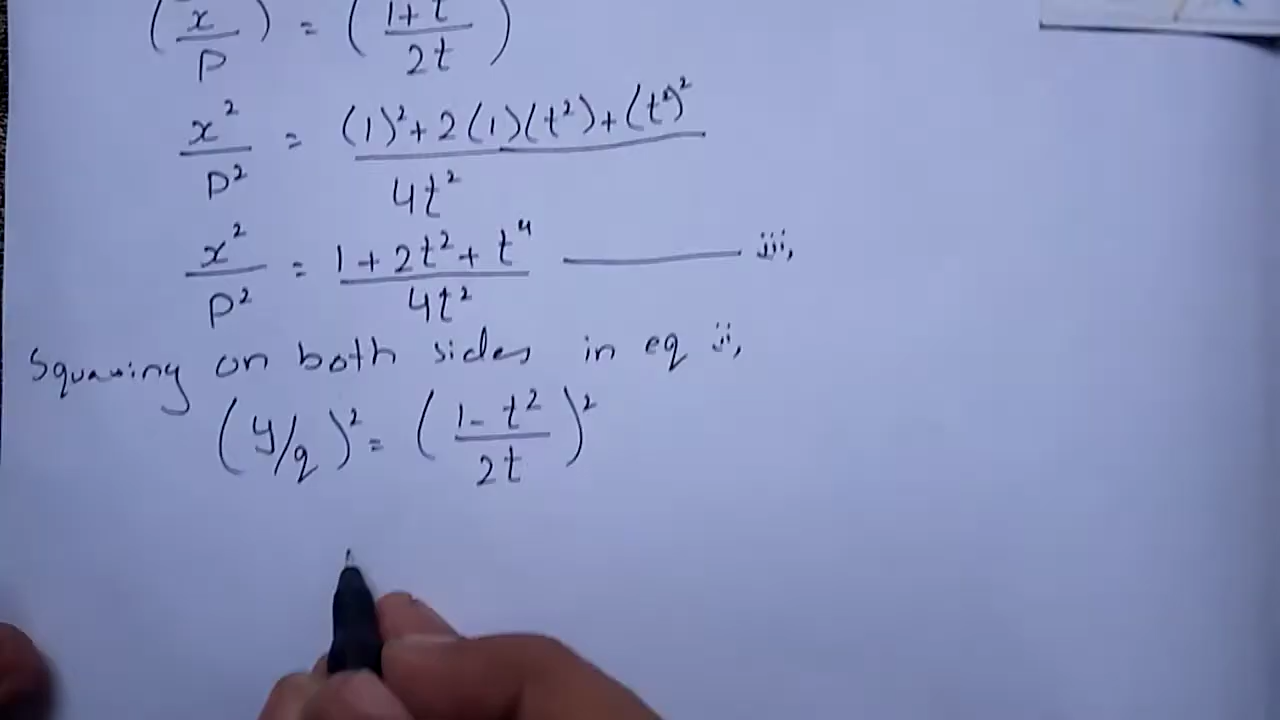 (x/p) = (1+t/2t)
x²/p² = (1)²+2(1)(t²)+(t²)²/4t²
x²/p² = 1+2t²+t⁴/4t² ——— iii,
Squaring on both sides in eq ii,
(y/q)² = (1-t²/2t)²